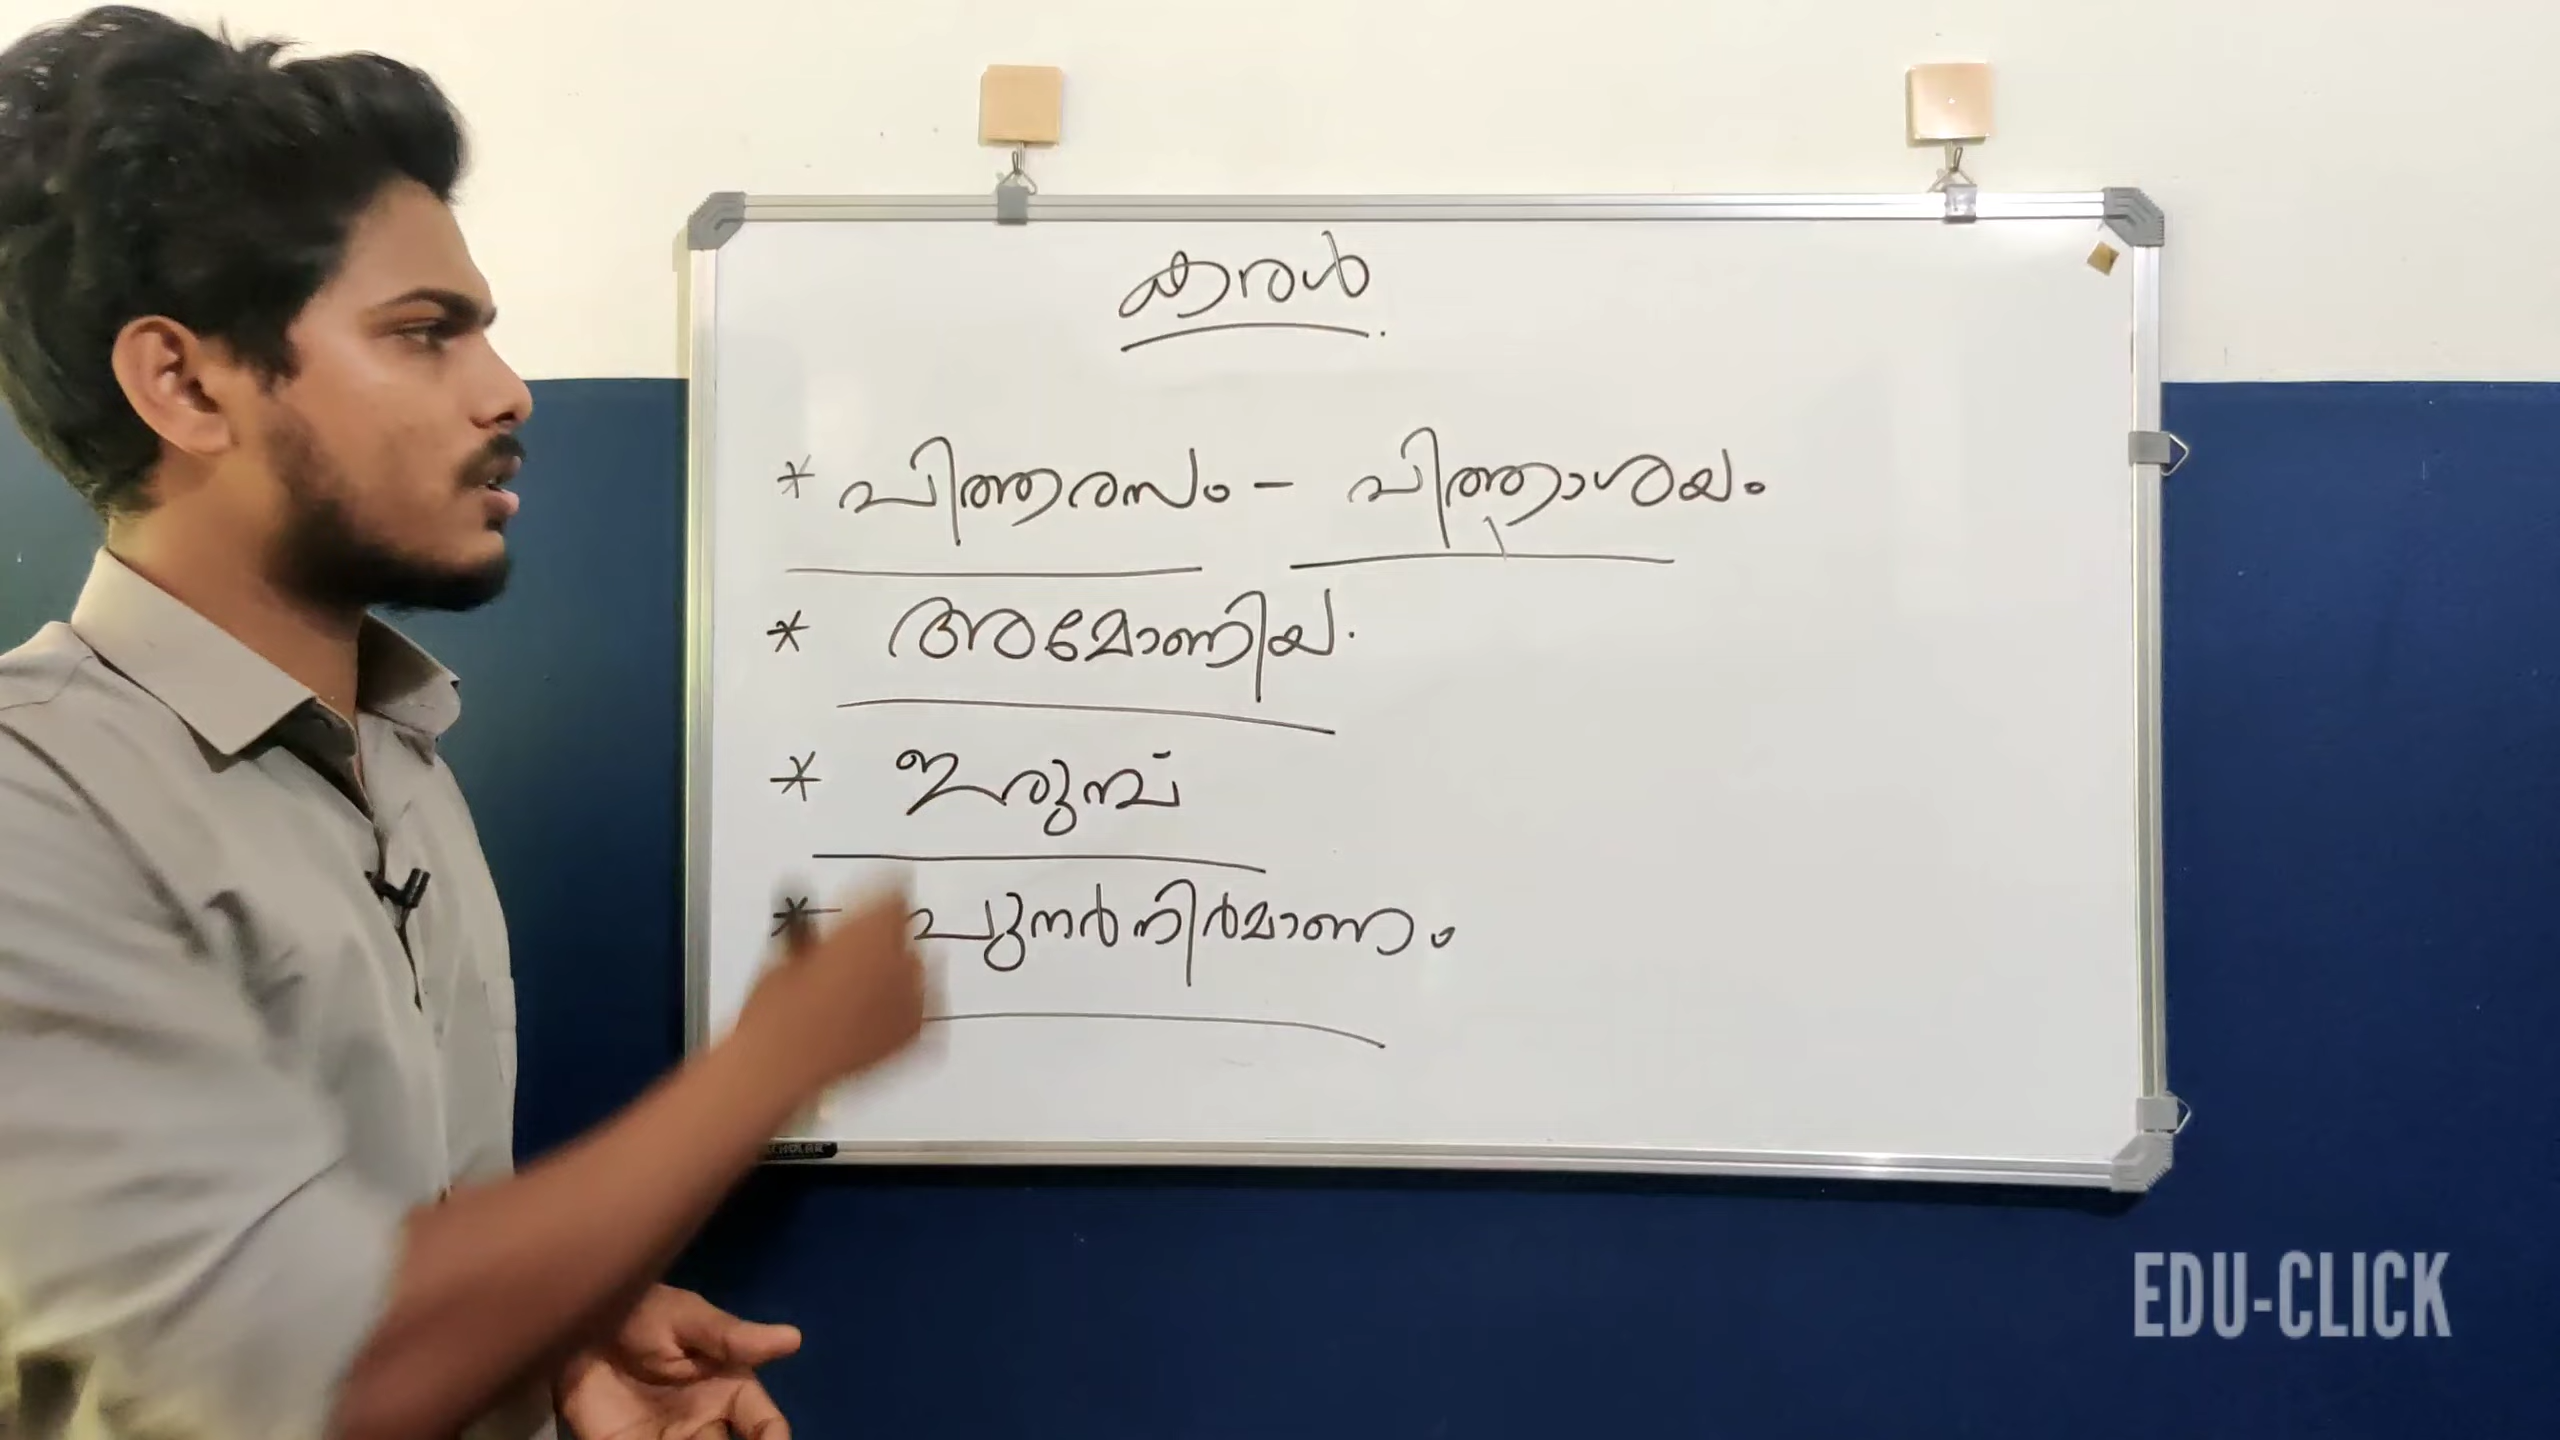 കരൾ.
* പിത്തരസം - പിത്താശയം
* അമോണിയ.
* ഇരുമ്പ്
* പുനർനിർമാണം
EDU-CLICK